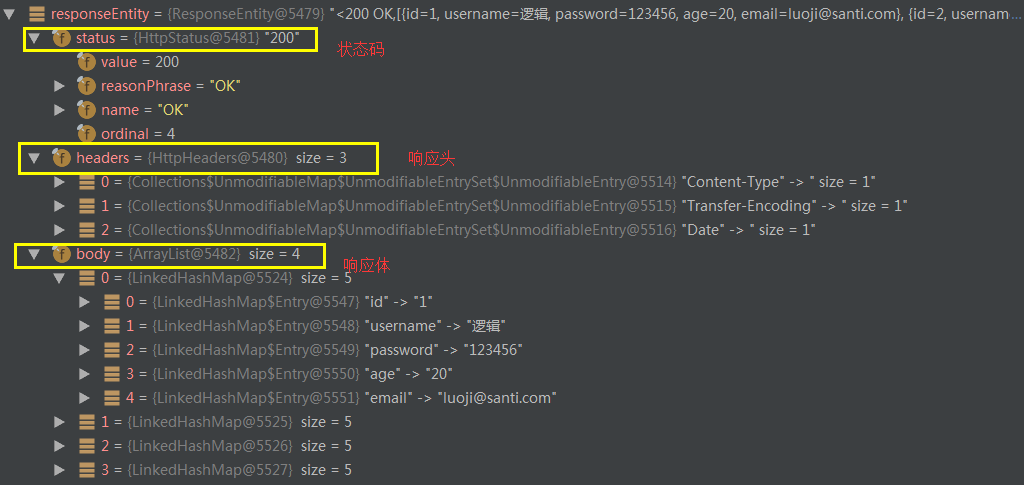 responseEntity = {ResponseEntity@5479} "<200 OK,[{id=1, username=逻辑, password=123456, age=20, email=luoji@santi.com}, {id=2, usernam...
status = {HttpStatus@5481} "200"
状态码
value = 200
reasonPhrase = "OK"
name = "OK"
ordinal = 4
headers = {HttpHeaders@5480} size = 3
响应头
0 = {Collections$UnmodifiableMap$UnmodifiableEntrySet$UnmodifiableEntry@5514} "Content-Type" -> " size = 1"
1 = {Collections$UnmodifiableMap$UnmodifiableEntrySet$UnmodifiableEntry@5515} "Transfer-Encoding" -> " size = 1"
2 = {Collections$UnmodifiableMap$UnmodifiableEntrySet$UnmodifiableEntry@5516} "Date" -> " size = 1"
body = {ArrayList@5482} size = 4
响应体
0 = {LinkedHashMap@5524} size = 5
0 = {LinkedHashMap$Entry@5547} "id" -> "1"
1 = {LinkedHashMap$Entry@5548} "username" -> "逻辑"
2 = {LinkedHashMap$Entry@5549} "password" -> "123456"
3 = {LinkedHashMap$Entry@5550} "age" -> "20"
4 = {LinkedHashMap$Entry@5551} "email" -> "luoji@santi.com"
1 = {LinkedHashMap@5525} size = 5
2 = {LinkedHashMap@5526} size = 5
3 = {LinkedHashMap@5527} size = 5